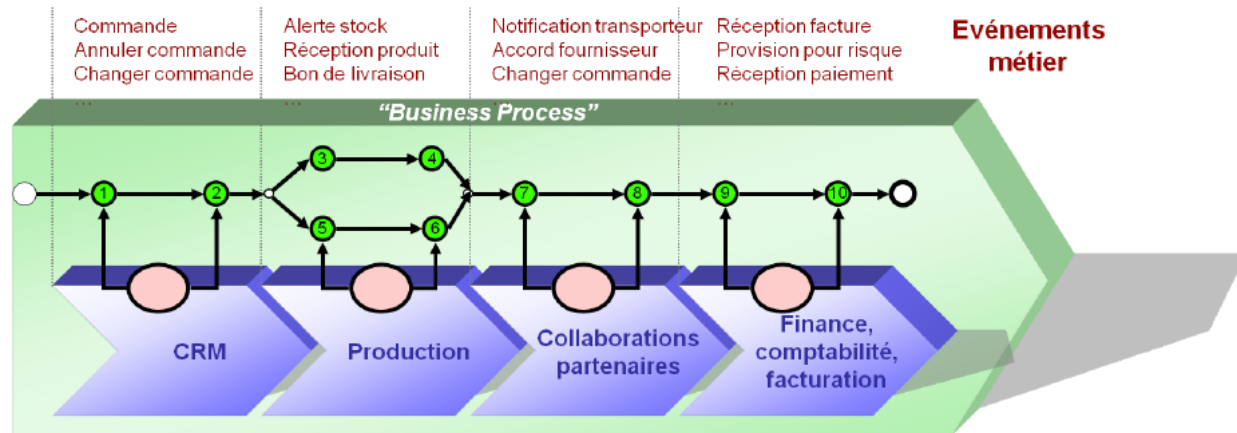 Commande
Annuler commande
Changer commande
...
Alerte stock
Réception produit
Bon de livraison
...
Notification transporteur
Accord fournisseur
Changer commande
...
Réception facture
Provision pour risque
Réception paiement
...
Evénements
métier
“Business Process”
1
2
3
4
5
6
7
8
9
10
CRM
Production
Collaborations
partenaires
Finance,
comptabilité,
facturation